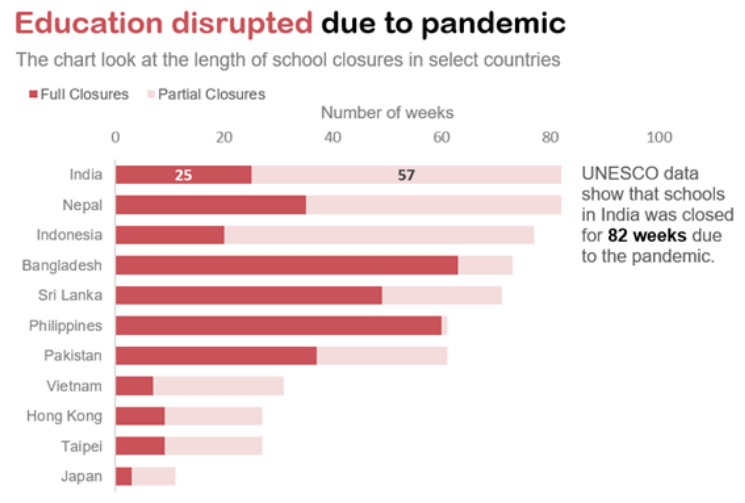 Education disrupted due to pandemic
The chart look at the length of school closures in select countries
Full Closures Partial Closures
Number of weeks
0 20 40 60 80 100
India 25 57
Nepal
Indonesia
Bangladesh
Sri Lanka
Philippines
Pakistan
Vietnam
Hong Kong
Taipei
Japan
UNESCO data
show that schools
in India was closed
for 82 weeks due
to the pandemic.